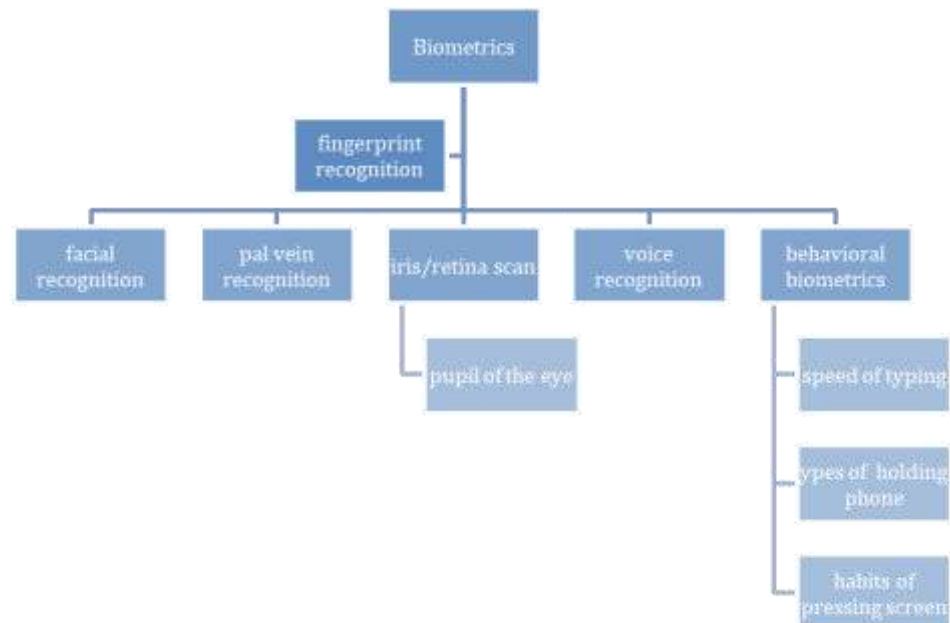 Biometrics
fingerprint
recognition
facial
recognition
pal vein
recognition
iris/retina scan
voice
recognition
behavioral
biometrics
pupil of the eye
speed of typing
ypes of holding
phone
habits of
pressing screen